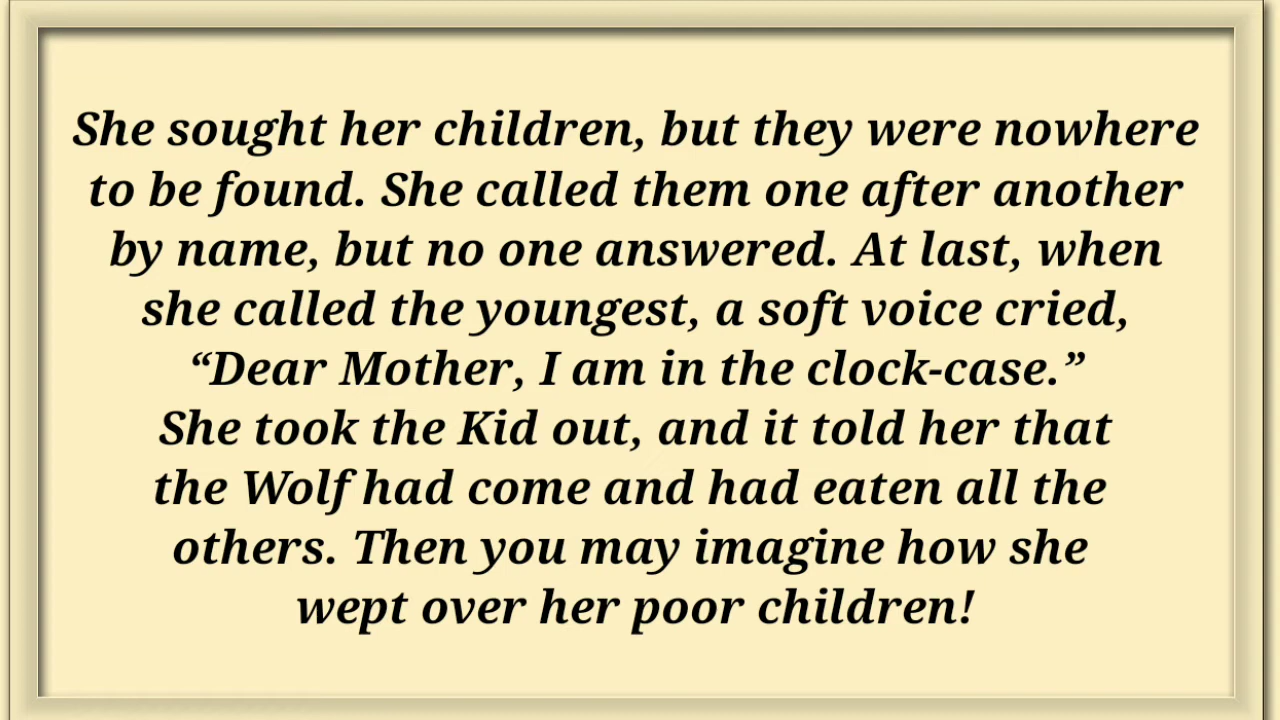 She sought her children, but they were nowhere
to be found. She called them one after another
by name, but no one answered. At last, when
she called the youngest, a soft voice cried,
“Dear Mother, I am in the clock-case.”
She took the Kid out, and it told her that
the Wolf had come and had eaten all the
others. Then you may imagine how she
wept over her poor children!